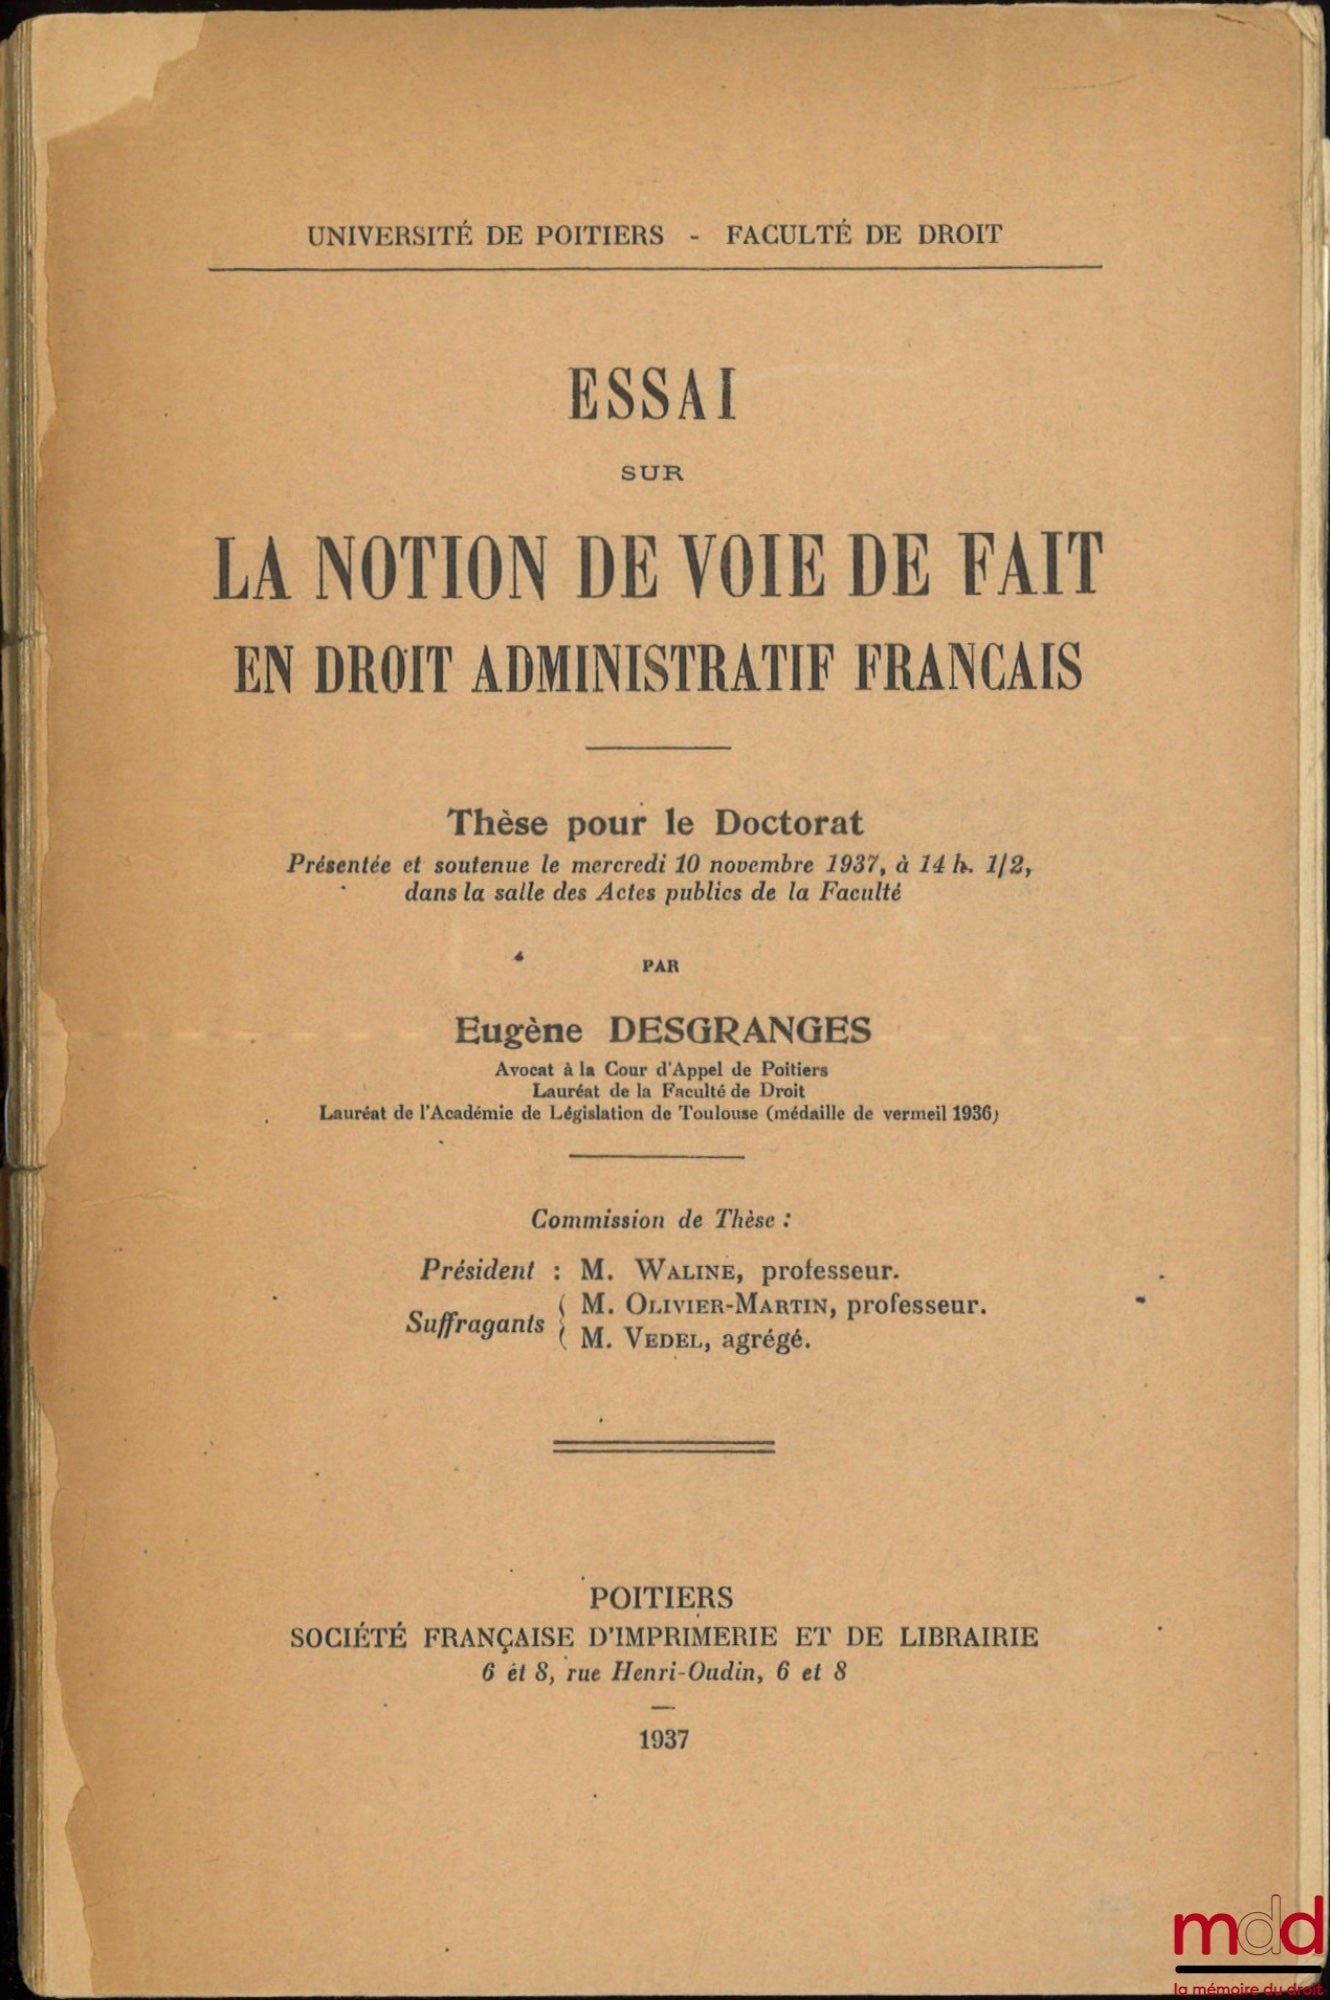 UNIVERSITÉ DE POITIERS - FACULTÉ DE DROIT
ESSAI
SUR
LA NOTION DE VOIE DE FAIT
EN DROIT ADMINISTRATIF FRANCAIS
Thèse pour le Doctorat
Présentée et soutenue le mercredi 10 novembre 1937, à 14 h. 1/2,
dans la salle des Actes publics de la Faculté
PAR
Eugène DESGRANGES
Avocat à la Cour d'Appel de Poitiers
Lauréat de la Faculté de Droit
Lauréat de l'Académie de Législation de Toulouse (médaille de vermeil 1936)
Commission de Thèse :
Président : M. WALINE, professeur.
Suffragants { M. OLIVIER-MARTIN, professeur.
M. VEDEL, agrégé.
POITIERS
SOCIÉTÉ FRANÇAISE D'IMPRIMERIE ET DE LIBRAIRIE
6 et 8, rue Henri-Oudin, 6 et 8
1937
mdd
la mémoire du droit